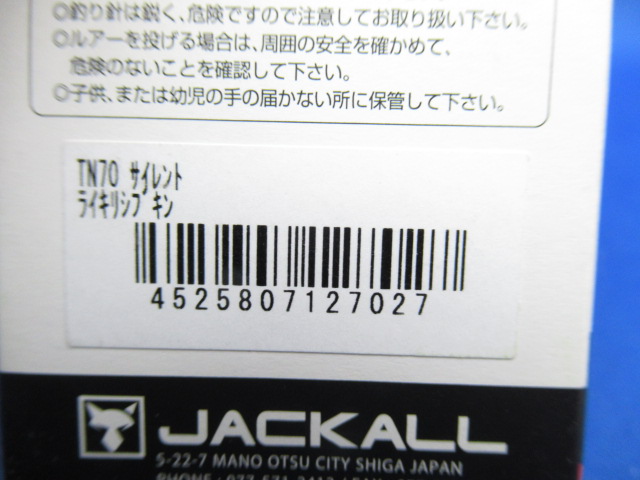 ◎釣り針は鋭く、危険ですので注意してお取り扱い下さい。
◎ルアーを投げる場合は、周囲の安全を確かめて、
危険のないことを確認して下さい。
◎子供、または幼児の手の届かない所に保管して下さい。
TN70 サイレント
ライキリシブキン
4525807127027
JACKALL
5-22-7 MANO OTSU CITY SHIGA JAPAN
PHONE : 077-571-2412